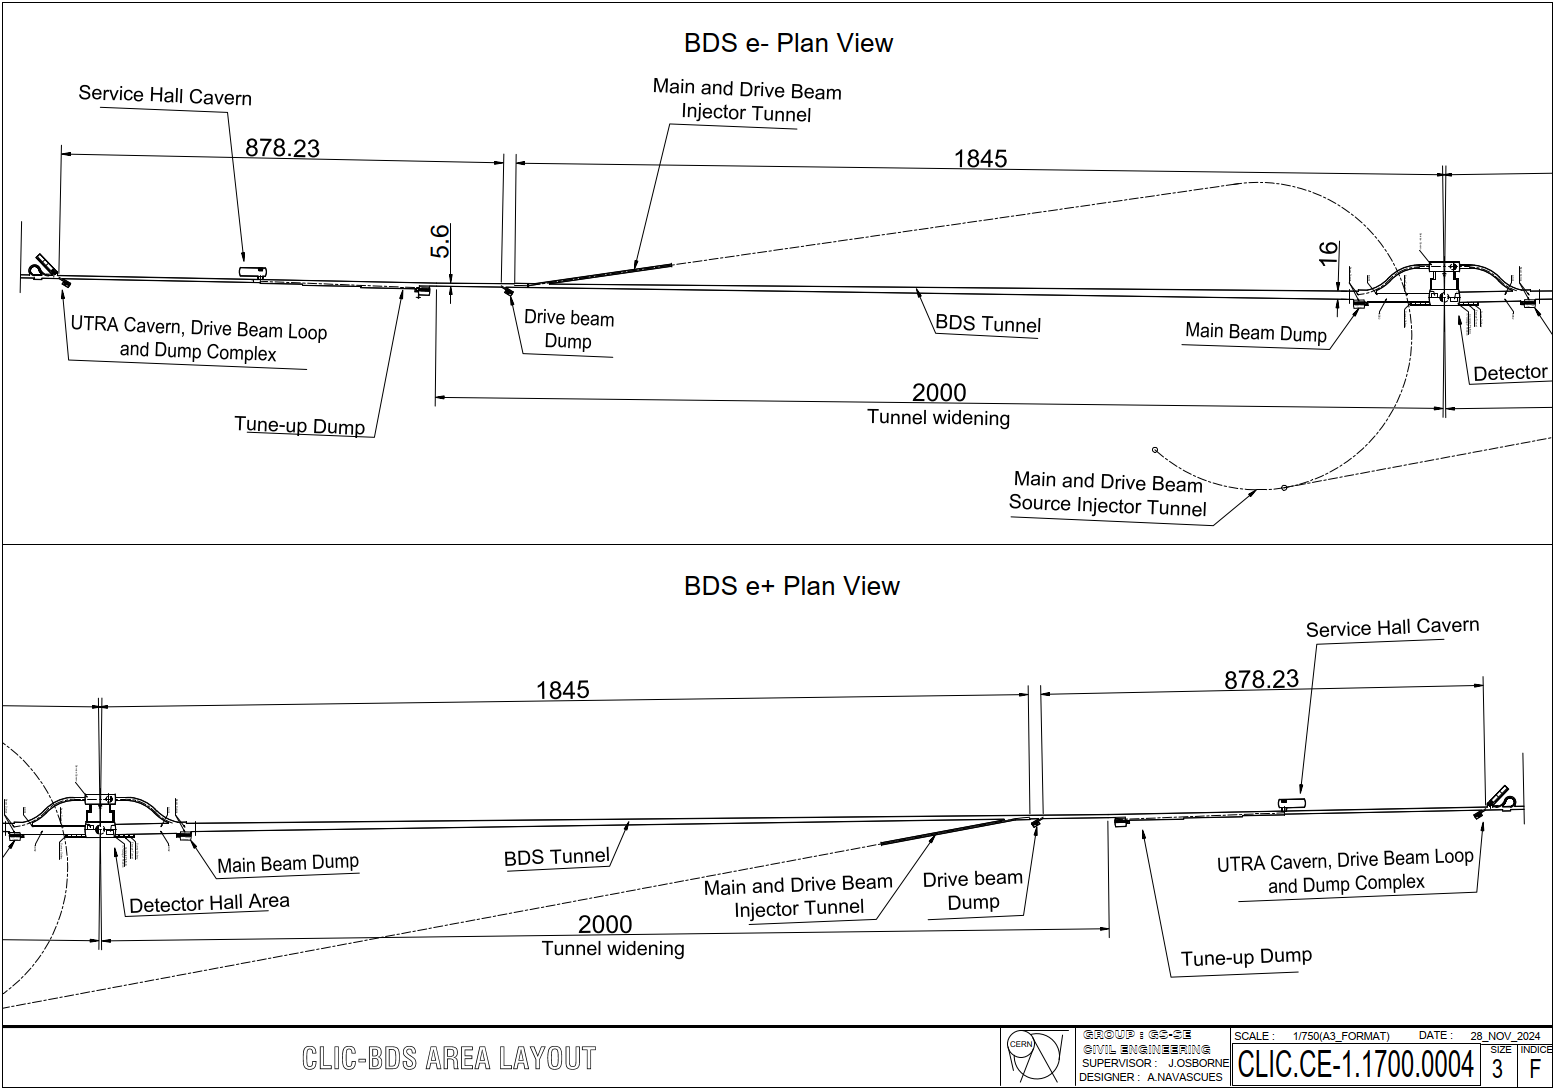 BDS e- Plan View
Service Hall Cavern
Main and Drive Beam
Injector Tunnel
878.23
1845
5.6
16
UTRA Cavern, Drive Beam Loop
and Dump Complex
Drive beam
Dump
BDS Tunnel
Main Beam Dump
Detector
2000
Tunnel widening
Tune-up Dump
Main and Drive Beam
Source Injector Tunnel
BDS e+ Plan View
Service Hall Cavern
1845
878.23
Main Beam Dump
BDS Tunnel
Detector Hall Area
Main and Drive Beam
Injector Tunnel
Drive beam
Dump
UTRA Cavern, Drive Beam Loop
and Dump Complex
2000
Tunnel widening
Tune-up Dump
CLIC-BDS AREA LAYOUT
CERN
GROUP : GS-SE
CIVIL ENGINEERING
SUPERVISOR : J.OSBORNE
DESIGNER : A.NAVASCUES
SCALE : 1/750(A3_FORMAT) DATE : 28_NOV_2024
CLIC.CE-1.1700.0004
SIZE
3
INDICE
F